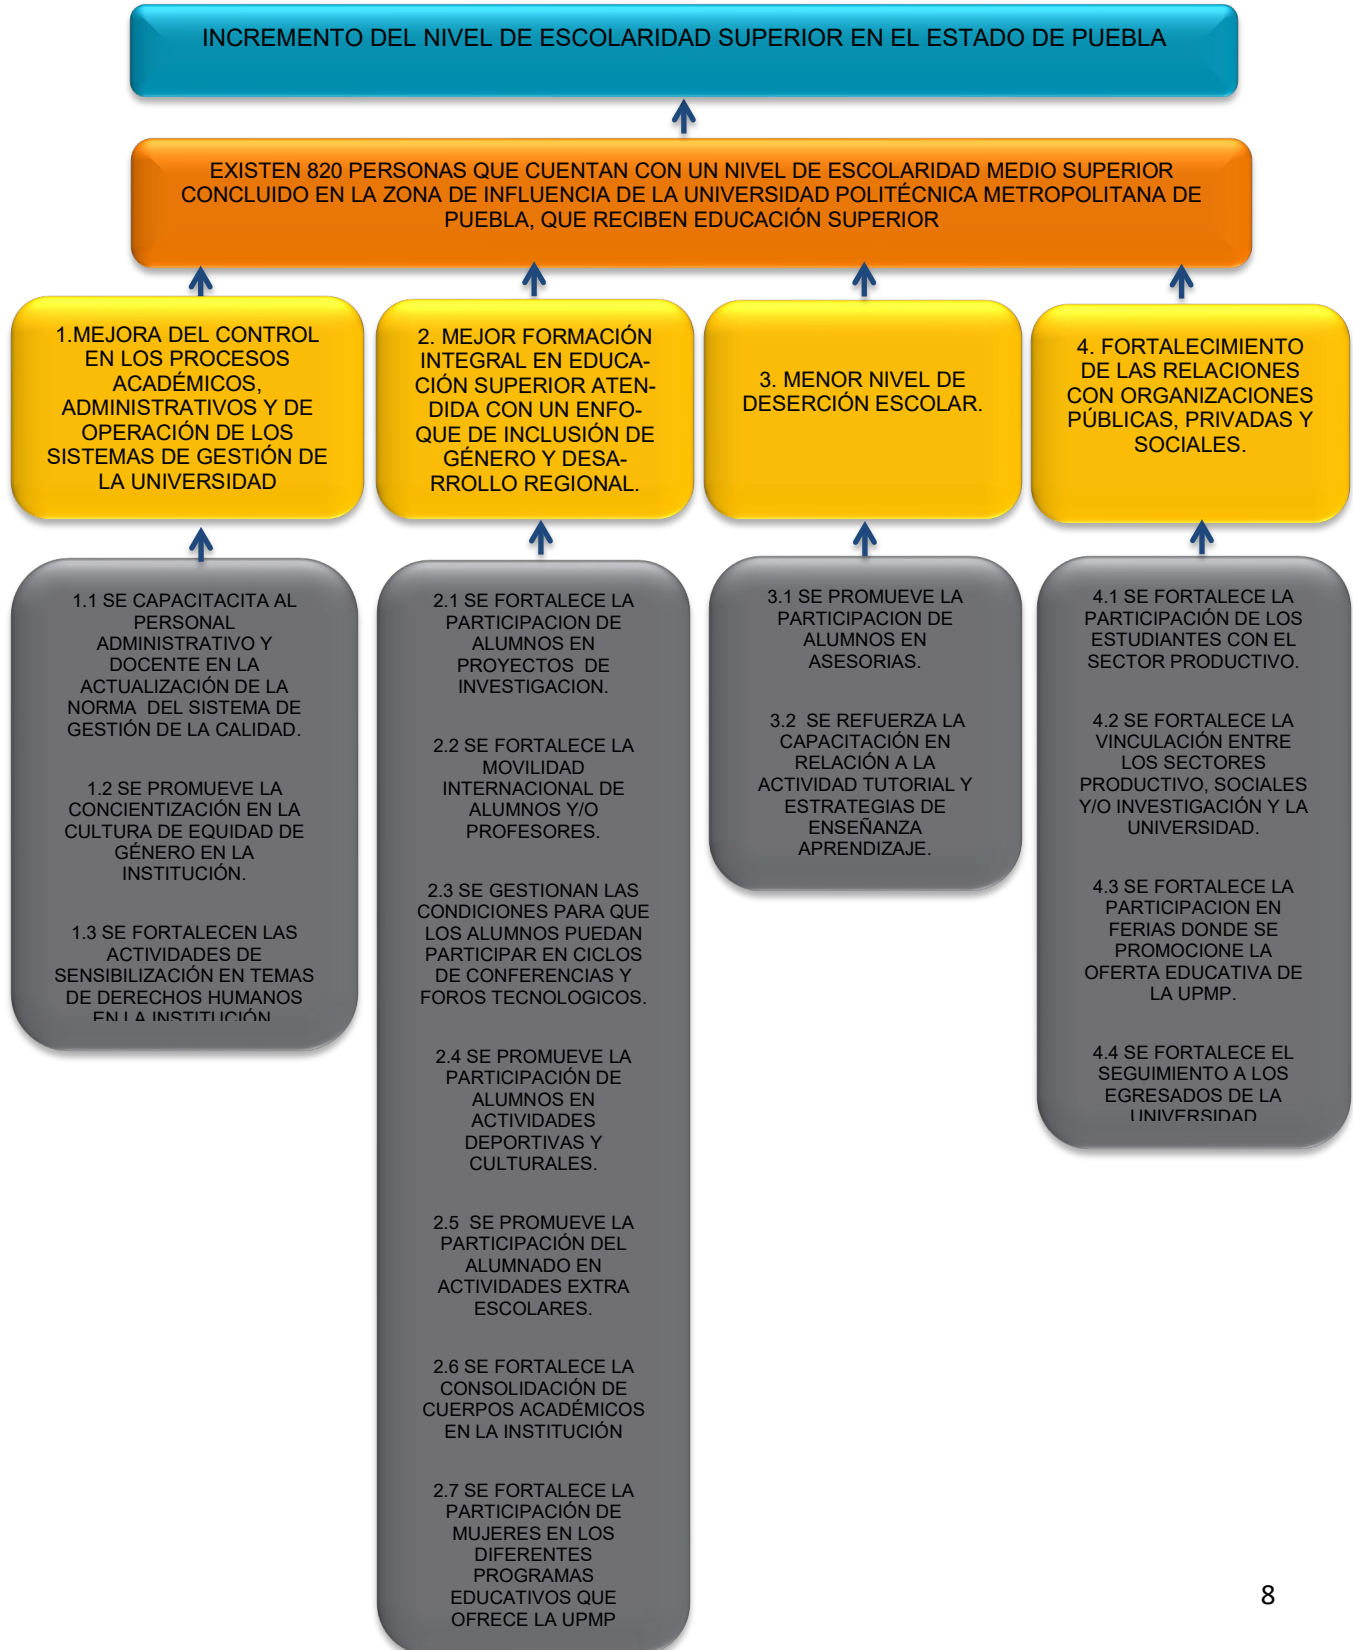 INCREMENTO DEL NIVEL DE ESCOLARIDAD SUPERIOR EN EL ESTADO DE PUEBLA
EXISTEN 820 PERSONAS QUE CUENTAN CON UN NIVEL DE ESCOLARIDAD MEDIO SUPERIOR
CONCLUIDO EN LA ZONA DE INFLUENCIA DE LA UNIVERSIDAD POLITÉCNICA METROPOLITANA DE
PUEBLA, QUE RECIBEN EDUCACIÓN SUPERIOR
1.MEJORA DEL CONTROL
EN LOS PROCESOS
ACADÉMICOS,
ADMINISTRATIVOS Y DE
OPERACIÓN DE LOS
SISTEMAS DE GESTIÓN DE
LA UNIVERSIDAD
2. MEJOR FORMACIÓN
INTEGRAL EN EDUCA-
CIÓN SUPERIOR ATEN-
DIDA CON UN ENFO-
QUE DE INCLUSIÓN DE
GÉNERO Y DESA-
RROLLO REGIONAL.
3. MENOR NIVEL DE
DESERCIÓN ESCOLAR.
4. FORTALECIMIENTO
DE LAS RELACIONES
CON ORGANIZACIONES
PÚBLICAS, PRIVADAS Y
SOCIALES.
1.1 SE CAPACITACITA AL
PERSONAL
ADMINISTRATIVO Y
DOCENTE EN LA
ACTUALIZACIÓN DE LA
NORMA DEL SISTEMA DE
GESTIÓN DE LA CALIDAD.
1.2 SE PROMUEVE LA
CONCIENTIZACIÓN EN LA
CULTURA DE EQUIDAD DE
GÉNERO EN LA
INSTITUCIÓN.
1.3 SE FORTALECEN LAS
ACTIVIDADES DE
SENSIBILIZACIÓN EN TEMAS
DE DERECHOS HUMANOS
EN LA INSTITUCIÓN
2.1 SE FORTALECE LA
PARTICIPACION DE
ALUMNOS EN
PROYECTOS DE
INVESTIGACION.
2.2 SE FORTALECE LA
MOVILIDAD
INTERNACIONAL DE
ALUMNOS Y/O
PROFESORES.
2.3 SE GESTIONAN LAS
CONDICIONES PARA QUE
LOS ALUMNOS PUEDAN
PARTICIPAR EN CICLOS
DE CONFERENCIAS Y
FOROS TECNOLOGICOS.
2.4 SE PROMUEVE LA
PARTICIPACIÓN DE
ALUMNOS EN
ACTIVIDADES
DEPORTIVAS Y
CULTURALES.
2.5 SE PROMUEVE LA
PARTICIPACIÓN DEL
ALUMNADO EN
ACTIVIDADES EXTRA
ESCOLARES.
2.6 SE FORTALECE LA
CONSOLIDACIÓN DE
CUERPOS ACADÉMICOS
EN LA INSTITUCIÓN
2.7 SE FORTALECE LA
PARTICIPACIÓN DE
MUJERES EN LOS
DIFERENTES
PROGRAMAS
EDUCATIVOS QUE
OFRECE LA UPMP
3.1 SE PROMUEVE LA
PARTICIPACION DE
ALUMNOS EN
ASESORIAS.
3.2 SE REFUERZA LA
CAPACITACIÓN EN
RELACIÓN A LA
ACTIVIDAD TUTORIAL Y
ESTRATEGIAS DE
ENSEÑANZA
APRENDIZAJE.
4.1 SE FORTALECE LA
PARTICIPACIÓN DE LOS
ESTUDIANTES CON EL
SECTOR PRODUCTIVO.
4.2 SE FORTALECE LA
VINCULACIÓN ENTRE
LOS SECTORES
PRODUCTIVO, SOCIALES
Y/O INVESTIGACIÓN Y LA
UNIVERSIDAD.
4.3 SE FORTALECE LA
PARTICIPACION EN
FERIAS DONDE SE
PROMOCIONE LA
OFERTA EDUCATIVA DE
LA UPMP.
4.4 SE FORTALECE EL
SEGUIMIENTO A LOS
EGRESADOS DE LA
UNIVERSIDAD
8